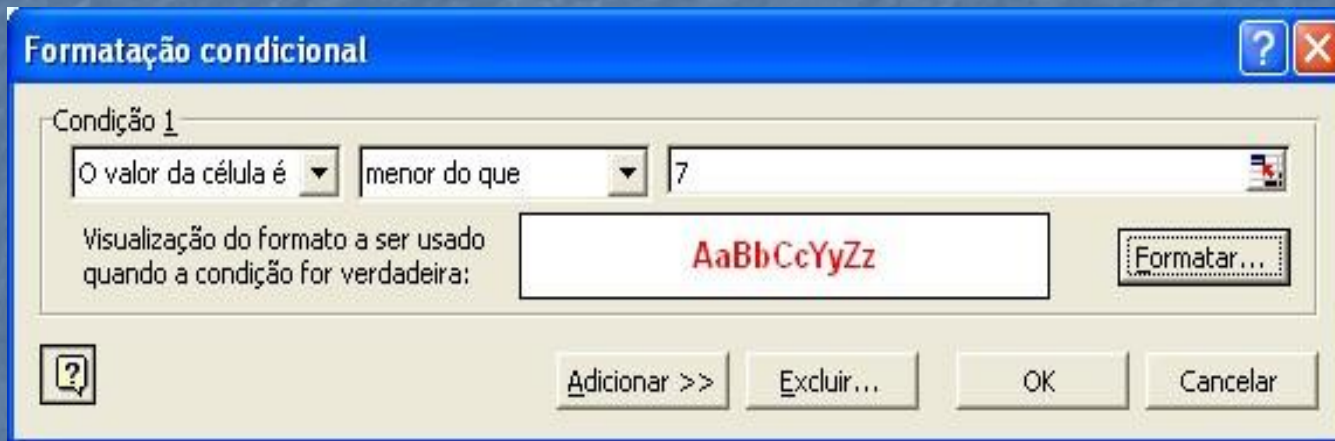 Formatação condicional
Condição 1
O valor da célula é menor do que 7
Visualização do formato a ser usado
quando a condição for verdadeira:
AaBbCcYyZz
Formatar...
Adicionar >> Excluir... OK Cancelar